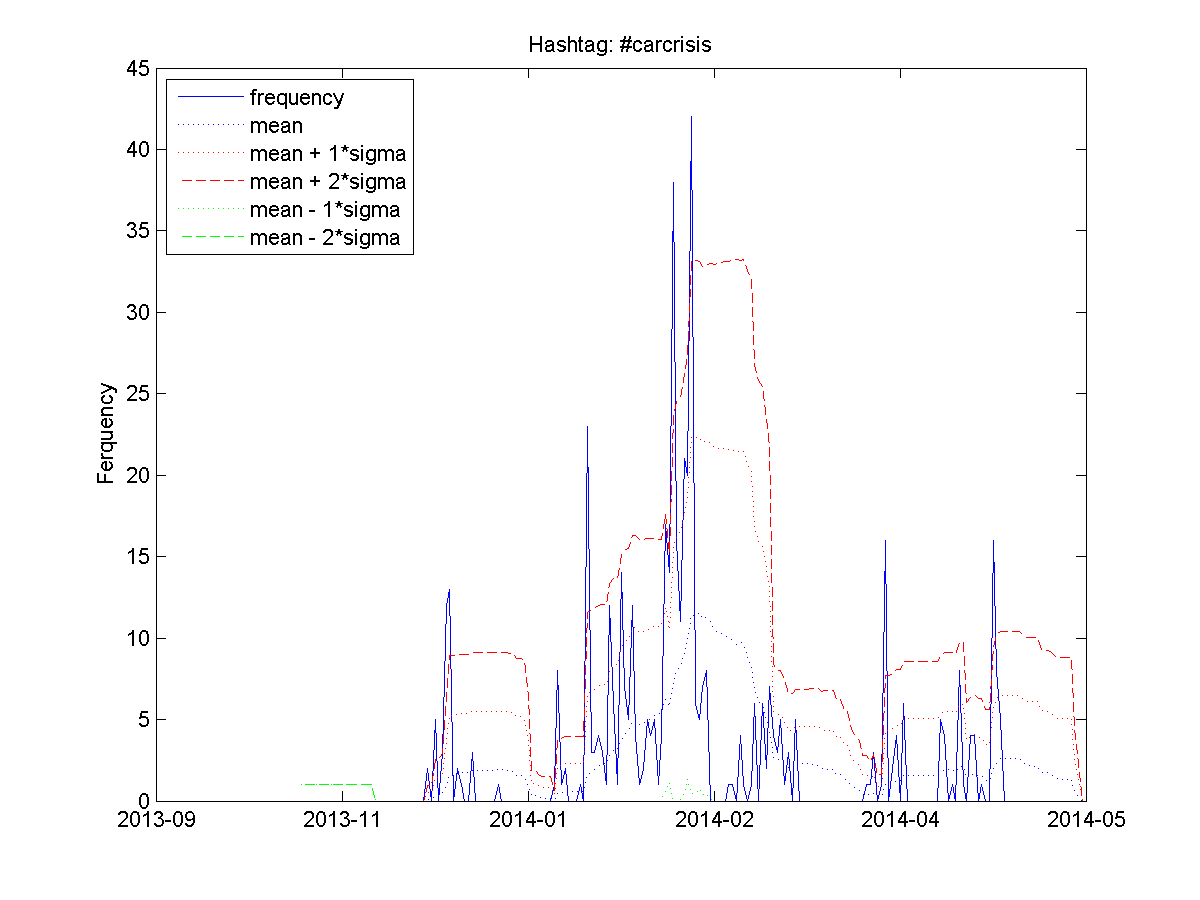 Hashtag: #carcrisis
45
40
35
30
25
20
15
10
5
0
Ferquency
frequency
mean
mean + 1*sigma
mean + 2*sigma
mean - 1*sigma
mean - 2*sigma
2013-09 2013-11 2014-01 2014-02 2014-04 2014-05